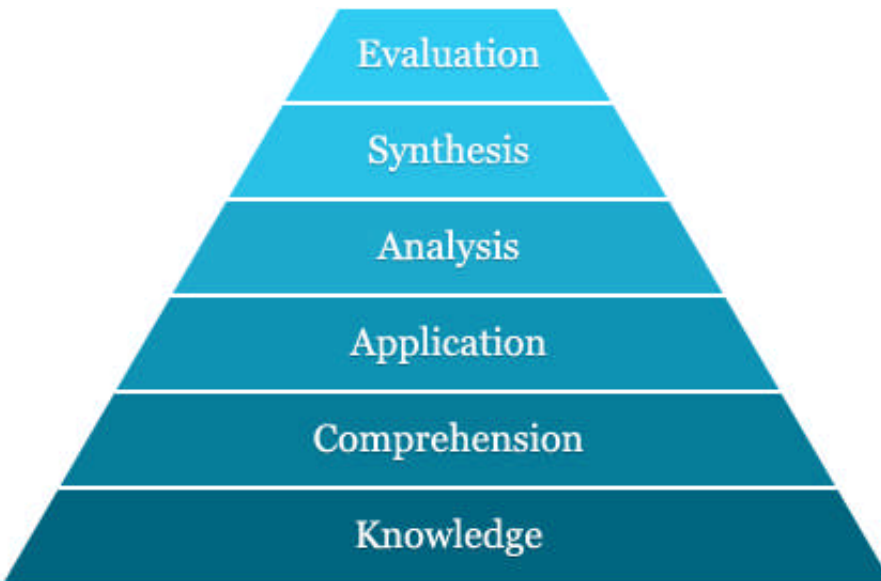 Evaluation
Synthesis
Analysis
Application
Comprehension
Knowledge